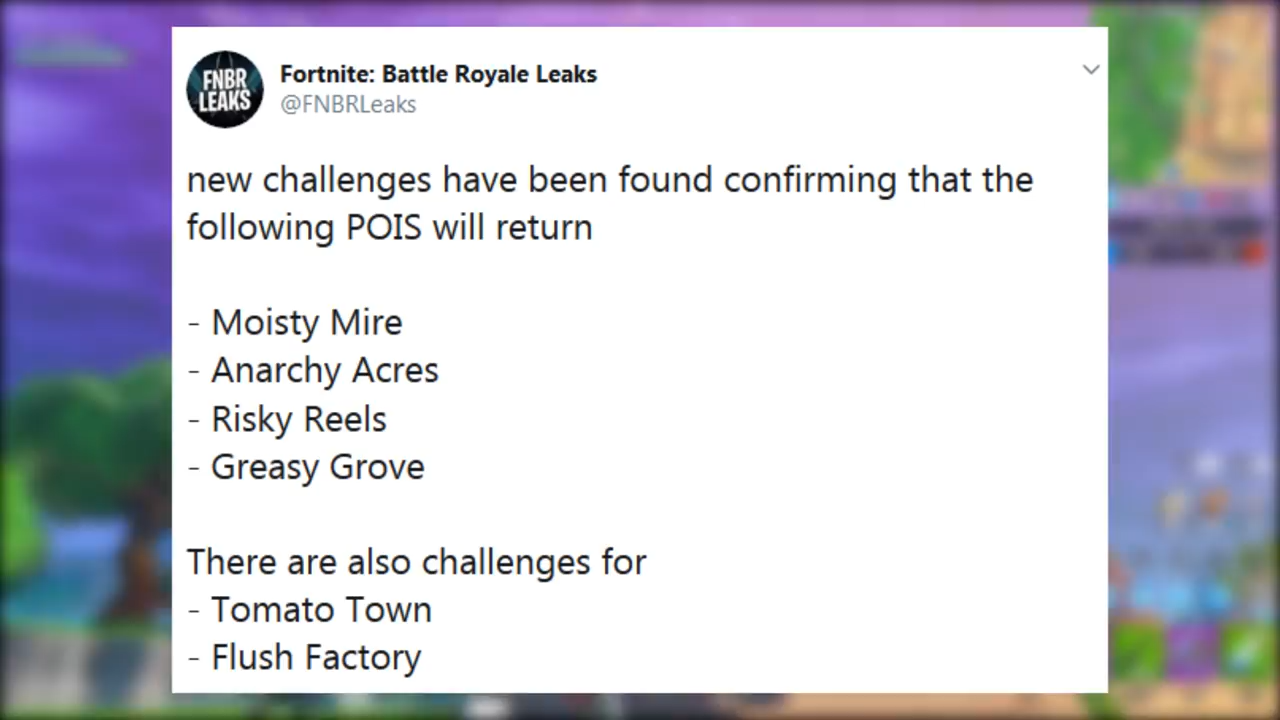 FNBR
LEAKS
Fortnite: Battle Royale Leaks
@FNBRLeaks
new challenges have been found confirming that the
following POIS will return
- Moisty Mire
- Anarchy Acres
- Risky Reels
- Greasy Grove
There are also challenges for
- Tomato Town
- Flush Factory